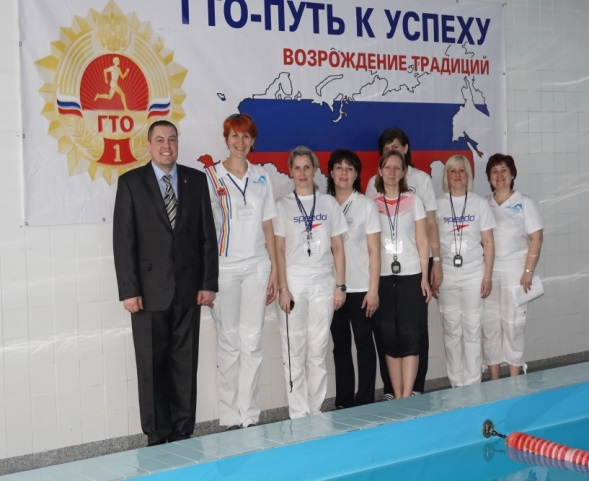 ГТО-ПУТЬ К УСПЕХУ
ВОЗРОЖДЕНИЕ ТРАДИЦИЙ
ГТО
1
speedo
speedo